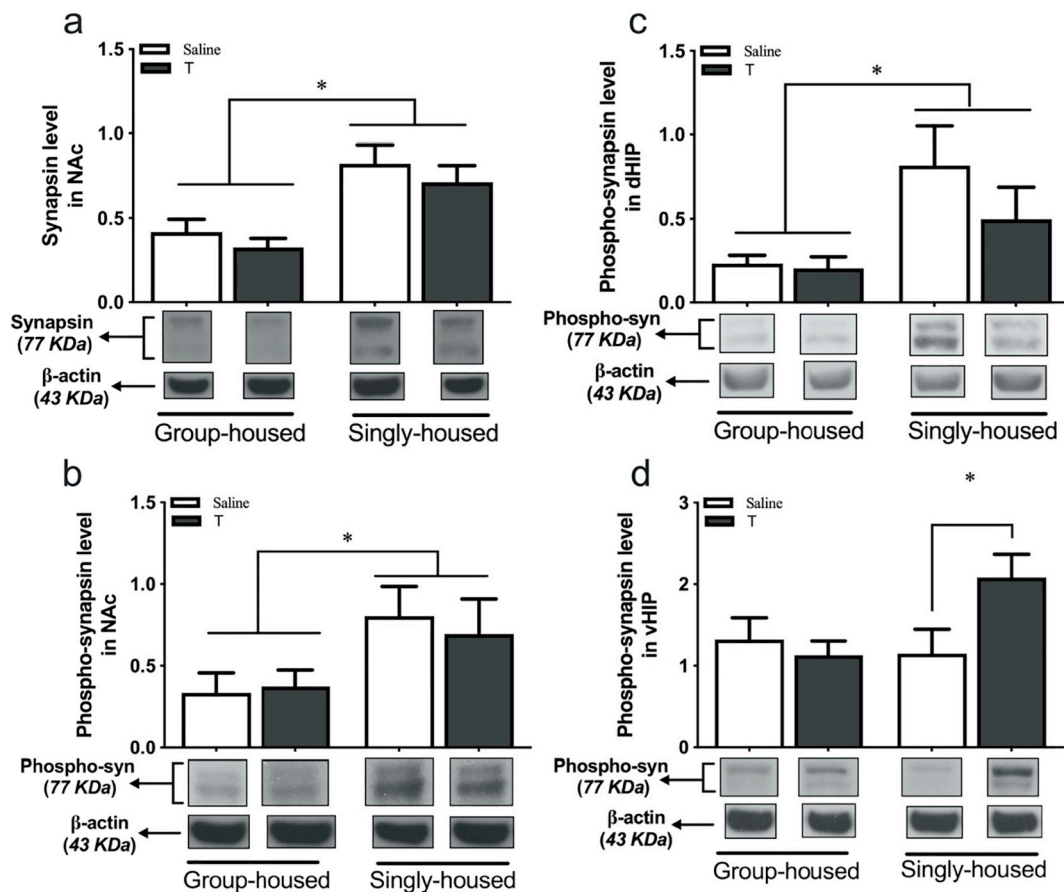 a
1.5
1.0
0.5
0.0
Synapsin level
in NAc
Saline
T
*
Synapsin
(77 KDa)
β-actin
(43 KDa)
Group-housed
Singly-housed
b
1.5
1.0
0.5
0.0
Phospho-synapsin level
in NAc
Saline
T
*
Phospho-syn
(77 KDa)
β-actin
(43 KDa)
Group-housed
Singly-housed
c
1.5
1.0
0.5
0.0
Phospho-synapsin level
in dHIP
Saline
T
*
Phospho-syn
(77 KDa)
β-actin
(43 KDa)
Group-housed
Singly-housed
d
3
2
1
0
Phospho-synapsin level
in vHIP
Saline
T
*
Phospho-syn
(77 KDa)
β-actin
(43 KDa)
Group-housed
Singly-housed